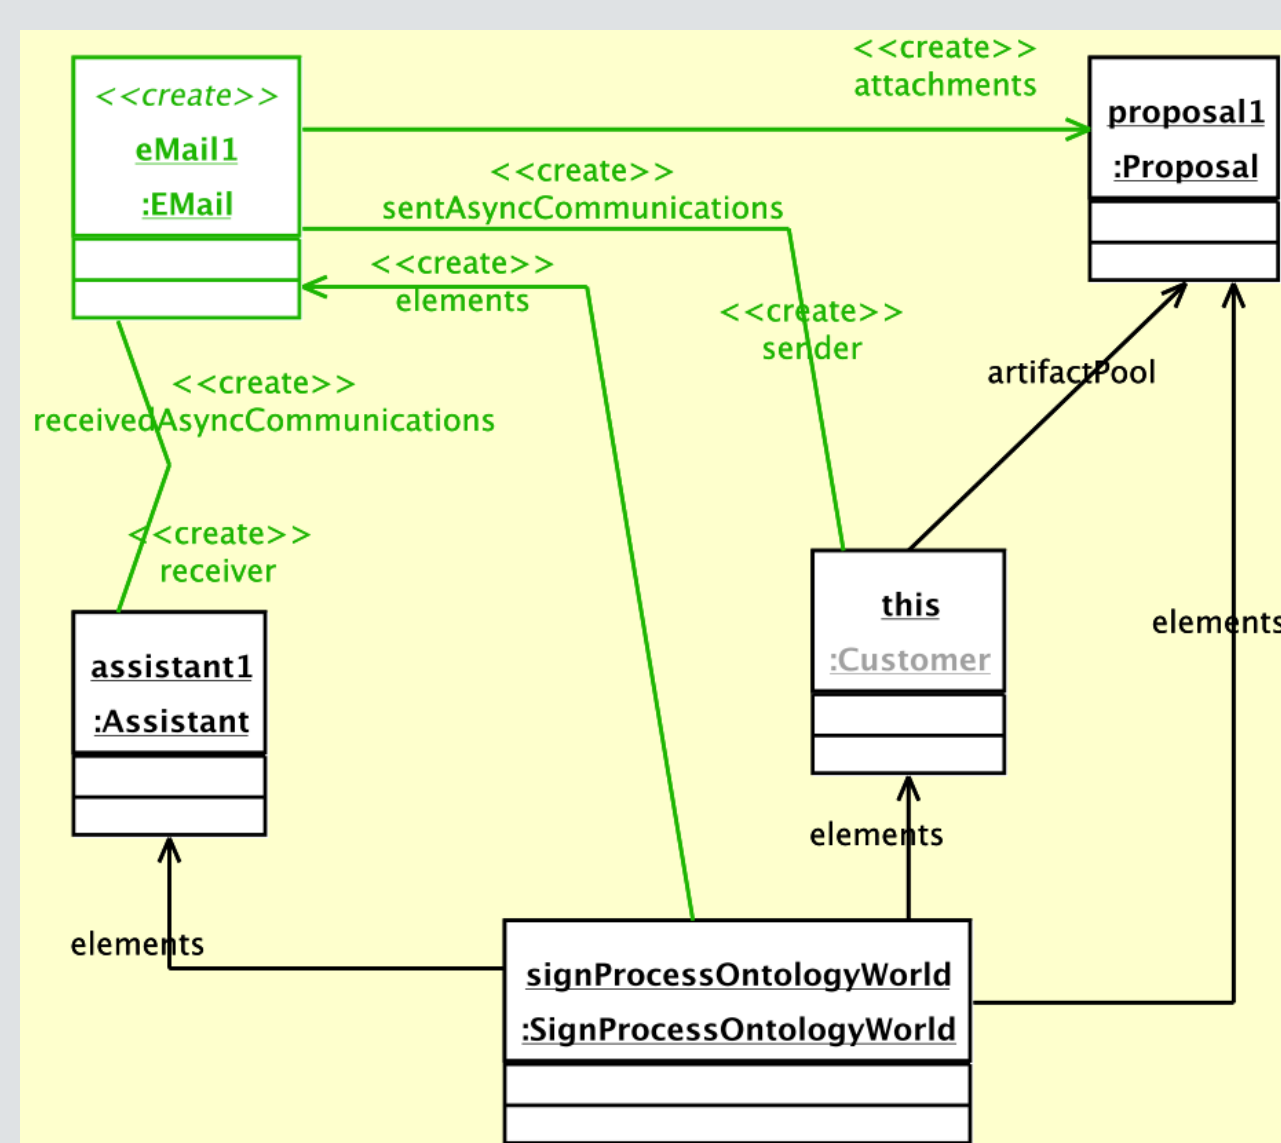 <<create>>
attachments
<<create>>
eMail1
:EMail
proposal1
:Proposal
<<create>>
sentAsyncCommunications
<<create>>
elements
<<create>>
sender
artifactPool
<<create>>
receivedAsyncCommunications
<<create>>
receiver
this
:Customer
elements
assistant1
:Assistant
elements
elements
signProcessOntologyWorld
:SignProcessOntologyWorld